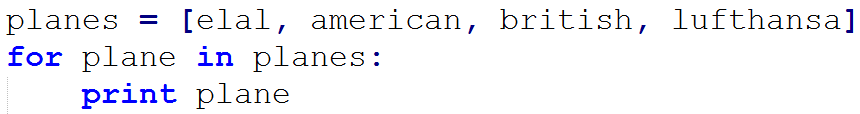 planes = [elal, american, british, lufthansa]
for plane in planes:
    print plane